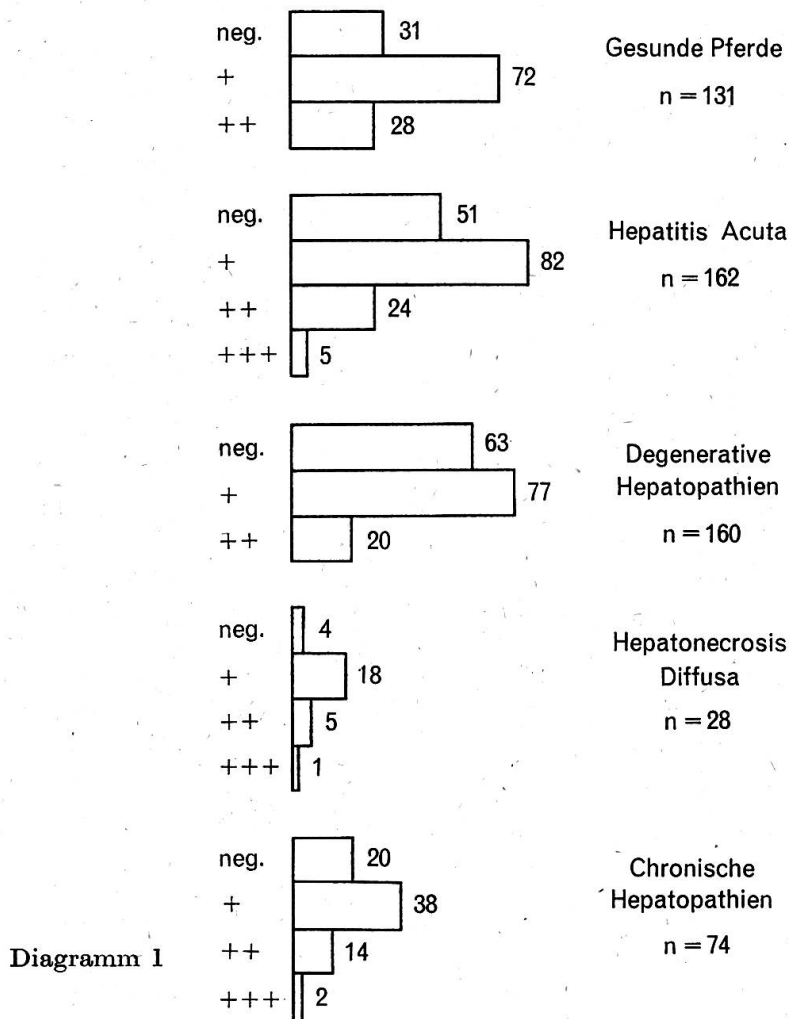 neg. 31
+ 72
++ 28
Gesunde Pferde
n = 131
neg. 51
+ 82
++ 24
+++ 5
Hepatitis Acuta
n = 162
neg. 63
+ 77
++ 20
Degenerative
Hepatopathien
n = 160
neg. 4
+ 18
++ 5
+++ 1
Hepatonecrosis
Diffusa
n = 28
neg. 20
+ 38
++ 14
+++ 2
Chronische
Hepatopathien
n = 74
Diagramm 1